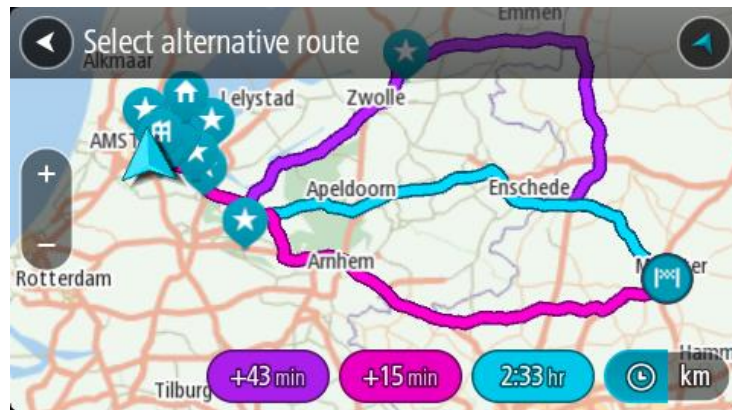 Emmen
Select alternative route
Alkmaar
Lelystad
Zwolle
AMST
+
Apeldoorn
Enschede
−
Arnhem
M
er
Rotterdam
Hamm
+43 min
+15 min
2:33 hr
km
Tilburg